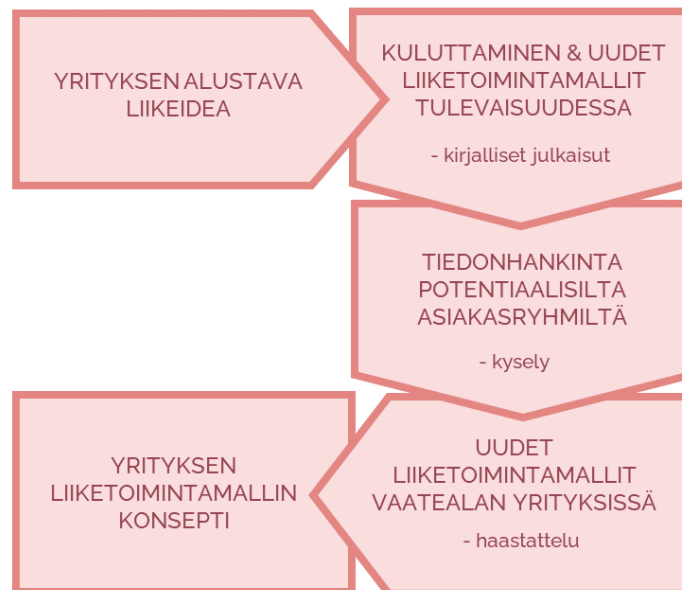 YRITYKSEN ALUSTAVA
LIIKEIDEA
KULUTTAMINEN & UUDET
LIIKETOIMINTAMALLIT
TULEVAISUUDESSA
- kirjalliset julkaisut
TIEDONHANKINTA
POTENTIAALISILTA
ASIAKASRYHMILTÄ
- kysely
UUDET
LIIKETOIMINTAMALLIT
VAATEALAN YRITYKSISSÄ
- haastattelu
YRITYKSEN
LIIKETOIMINTAMALLIN
KONSEPTI